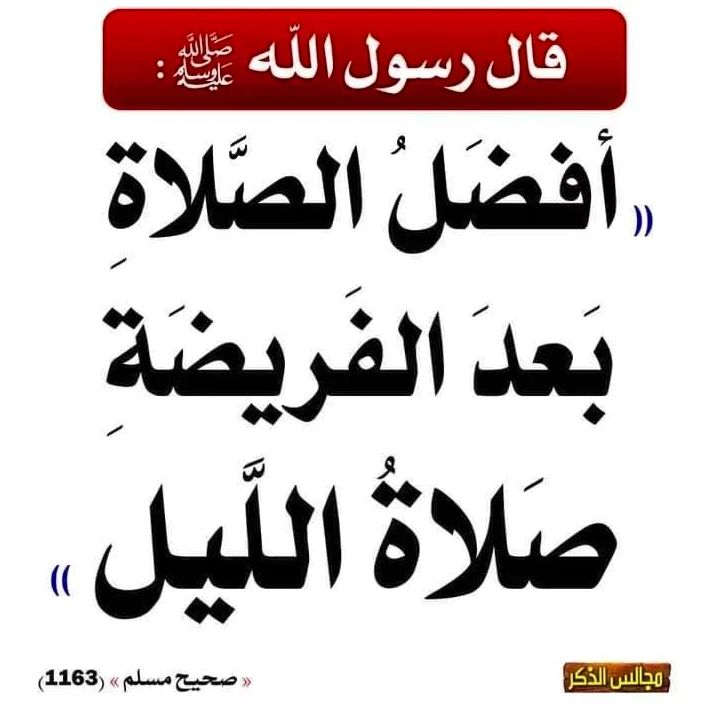 قال رسول الله ﷺ :
(( أفضَلُ الصَّلاةِ
بَعدَ الفَريضَةِ
صَلاةُ اللَّيل ))
« صحيح مسلم » (1163)
مجالس الذكر